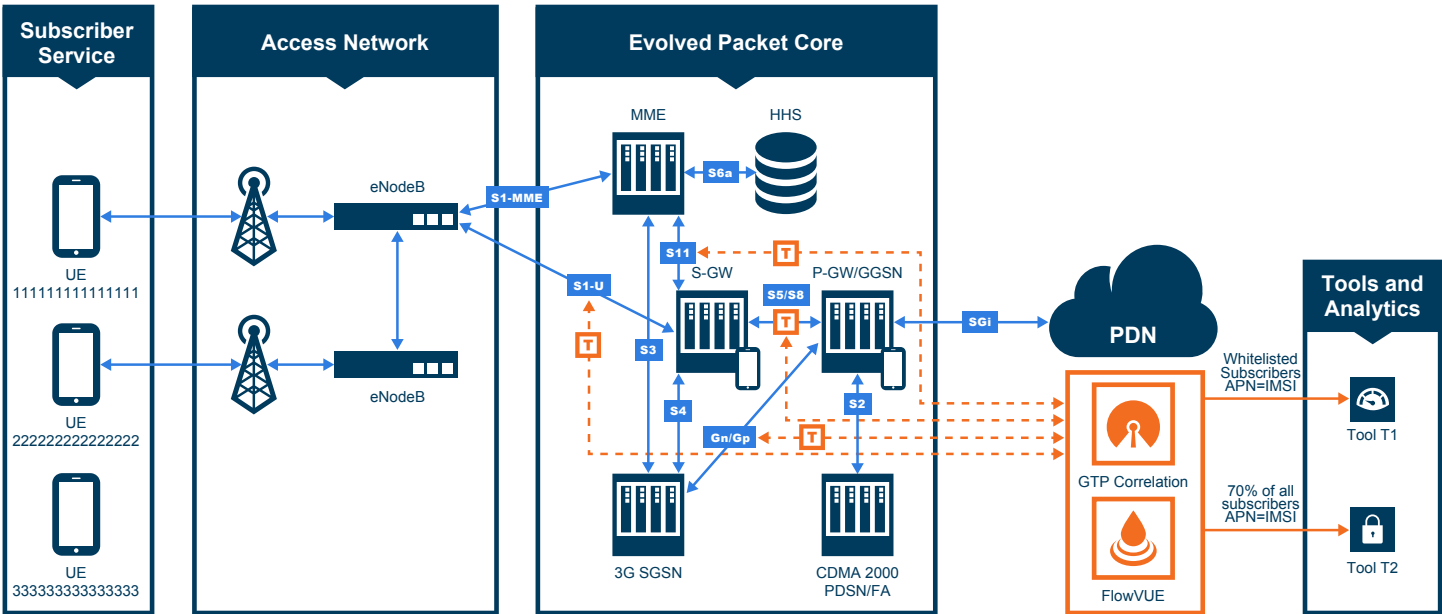 Subscriber
Service
Access Network
Evolved Packet Core
MME
HHS
S6a
eNodeB
S1-MME
UE
111111111111111
S11
T
S-GW
P-GW/GGSN
S1-U
S5/S8
T
T
SGi
PDN
Tools and
Analytics
S3
eNodeB
UE
222222222222222
S4
S2
Gn/Gp
T
Whitelisted
Subscribers
APN=IMSI
Tool T1
GTP Correlation
70% of all
subscribers
APN=IMSI
Tool T2
FlowVUE
UE
333333333333333
3G SGSN
CDMA 2000
PDSN/FA